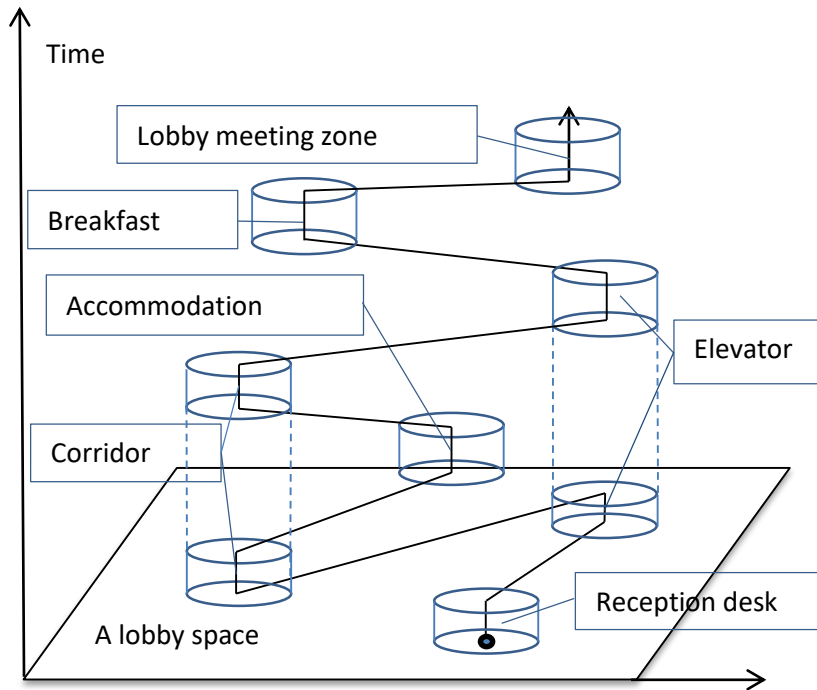 Time
Lobby meeting zone
Breakfast
Accommodation
Elevator
Corridor
Reception desk
A lobby space